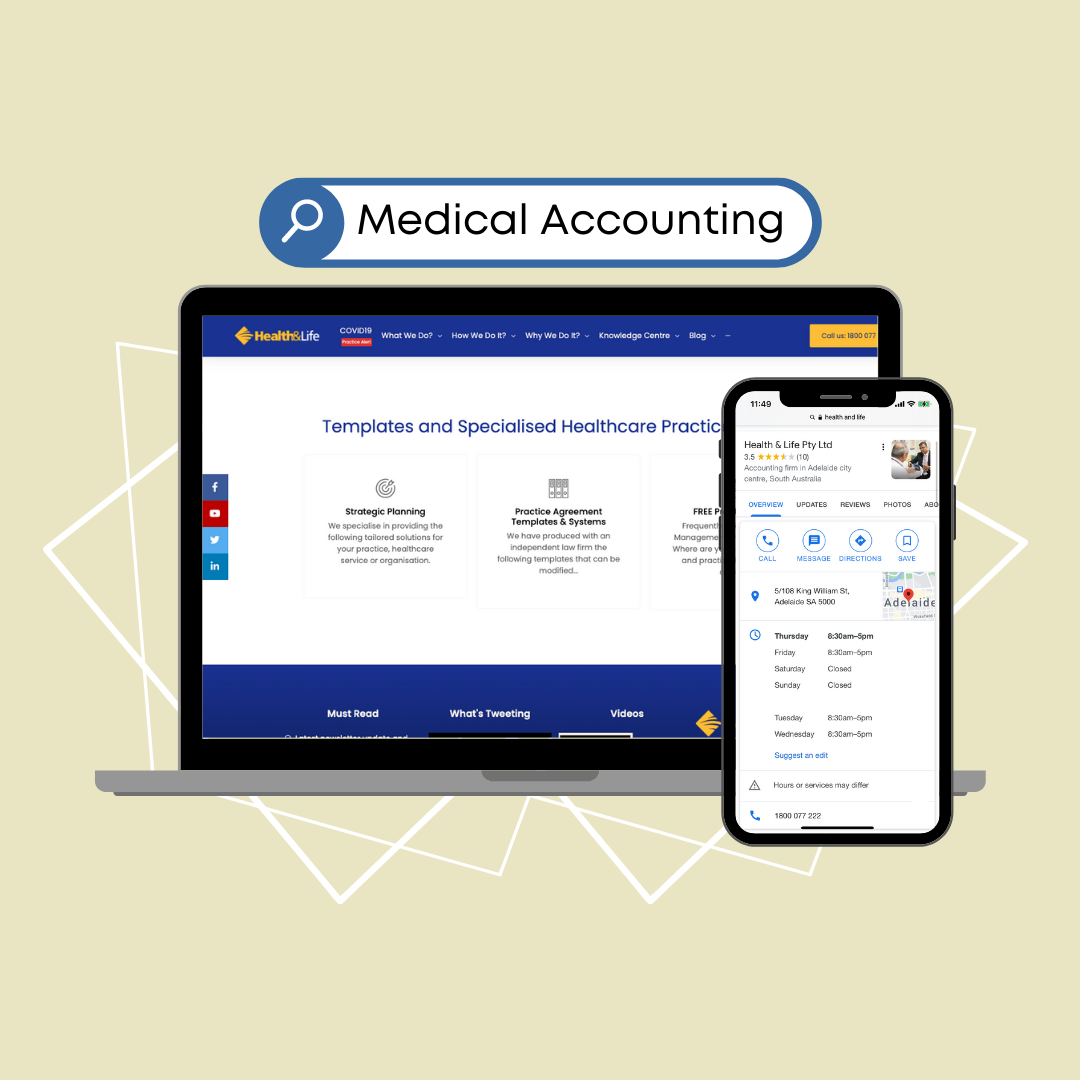 Medical Accounting
Health&Life
COVID19
Practice Alert
What We Do?
How We Do It?
Why We Do It?
Knowledge Centre
Blog
Call us: 1800 077
Templates and Specialised Healthcare Practic
Strategic Planning
We specialise in providing the
following tailored solutions for
your practice, healthcare
service or organisation.
Practice Agreement
Templates & Systems
We have produced with an
independent law firm the
following templates that can be
modified...
FREE P
Frequent
Managemen
Where are y
and practi
Must Read
What's Tweeting
Videos
Latest newsletter update and
11:49
health and life
Health & Life Pty Ltd
3.5 ★★★★★ (10)
Accounting firm in Adelaide city
centre, South Australia
OVERVIEW
UPDATES
REVIEWS
PHOTOS
ABO
CALL
MESSAGE
DIRECTIONS
SAVE
5/108 King William St,
Adelaide SA 5000
Adelaide
Thursday 8:30am–5pm
Friday 8:30am–5pm
Saturday Closed
Sunday Closed
Tuesday 8:30am–5pm
Wednesday 8:30am–5pm
Suggest an edit
Hours or services may differ
1800 077 222